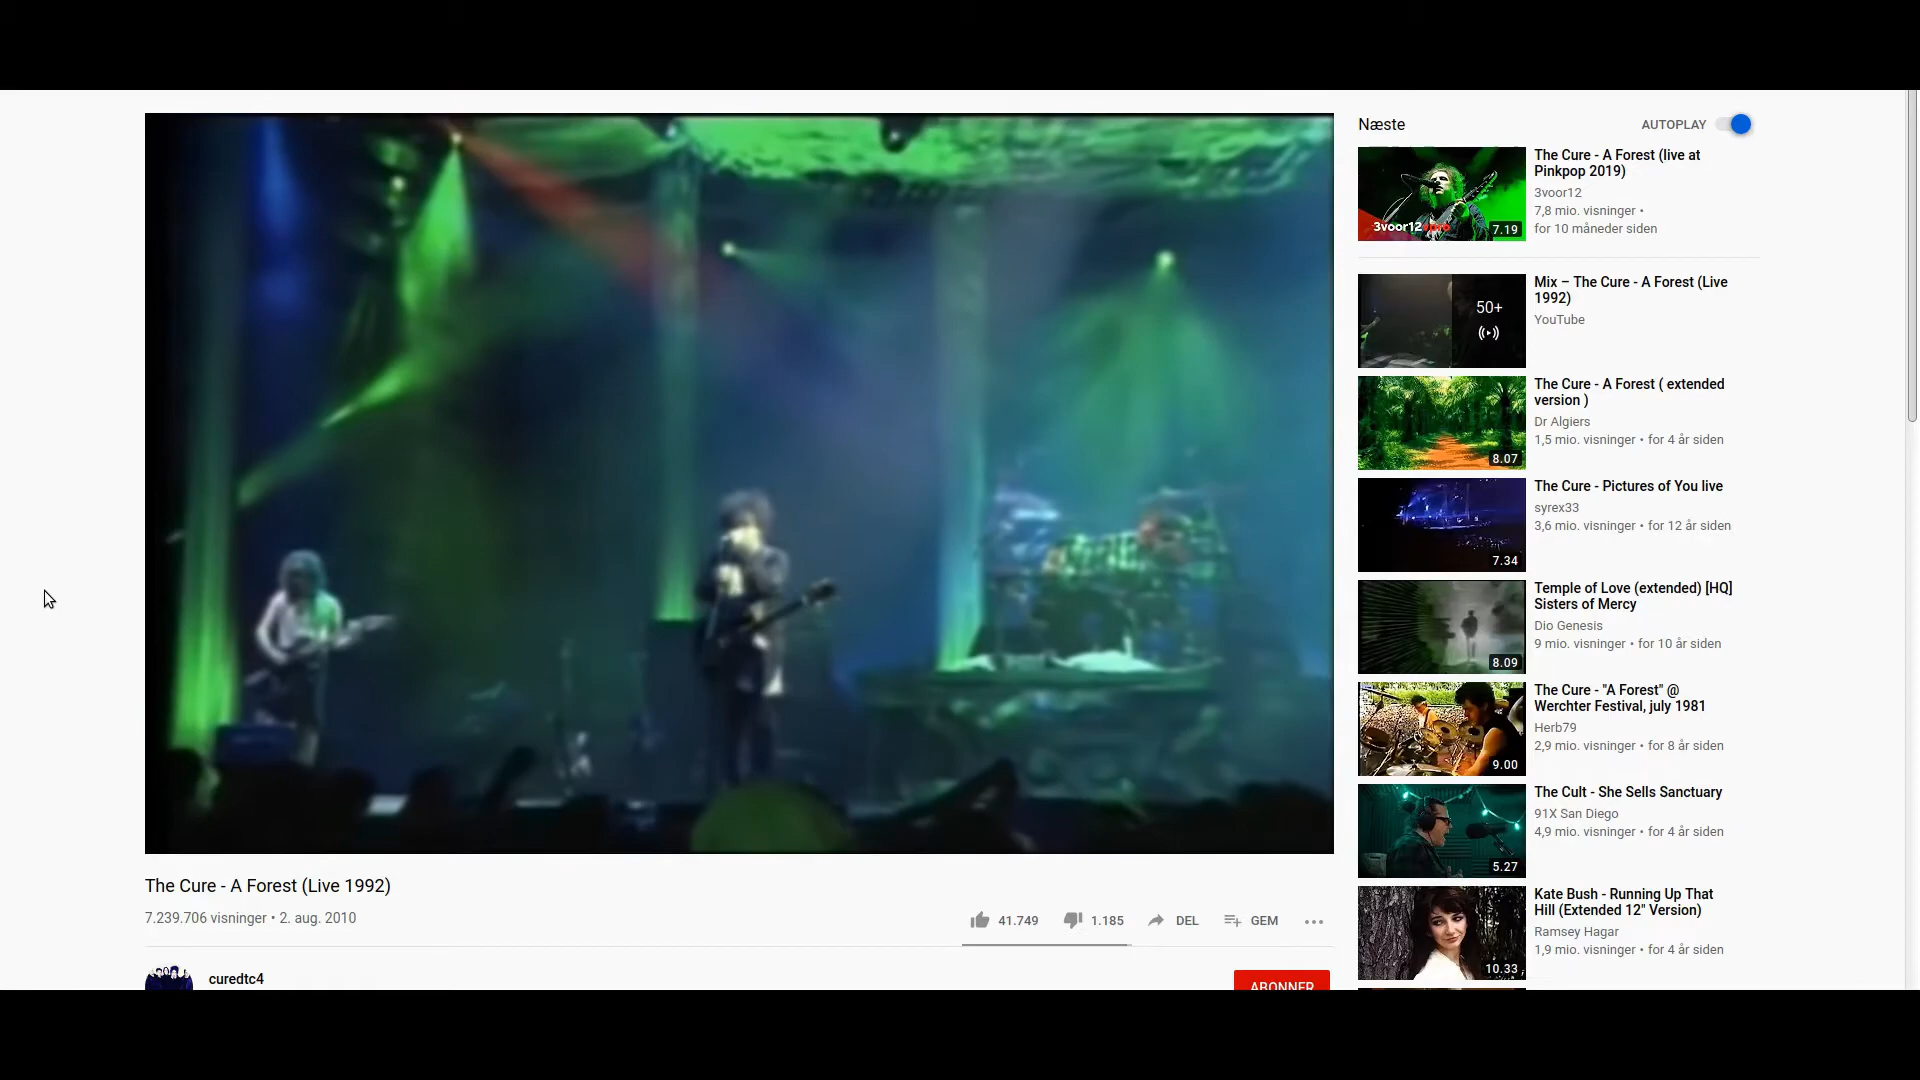 Næste
AUTOPLAY
The Cure - A Forest (live at
Pinkpop 2019)
3voor12
7,8 mio. visninger •
for 10 måneder siden
3voor12vpro
7.19
Mix – The Cure - A Forest (Live
1992)
YouTube
50+
The Cure - A Forest ( extended
version )
Dr Algiers
1,5 mio. visninger • for 4 år siden
8.07
The Cure - Pictures of You live
syrex33
3,6 mio. visninger • for 12 år siden
7.34
Temple of Love (extended) [HQ]
Sisters of Mercy
Dio Genesis
9 mio. visninger • for 10 år siden
8.09
The Cure - "A Forest" @
Werchter Festival, july 1981
Herb79
2,9 mio. visninger • for 8 år siden
9.00
The Cult - She Sells Sanctuary
91X San Diego
4,9 mio. visninger • for 4 år siden
5.27
Kate Bush - Running Up That
Hill (Extended 12" Version)
Ramsey Hagar
1,9 mio. visninger • for 4 år siden
10.33
The Cure - A Forest (Live 1992)
7.239.706 visninger • 2. aug. 2010
41.749 1.185 DEL GEM
curedtc4
ABONNER